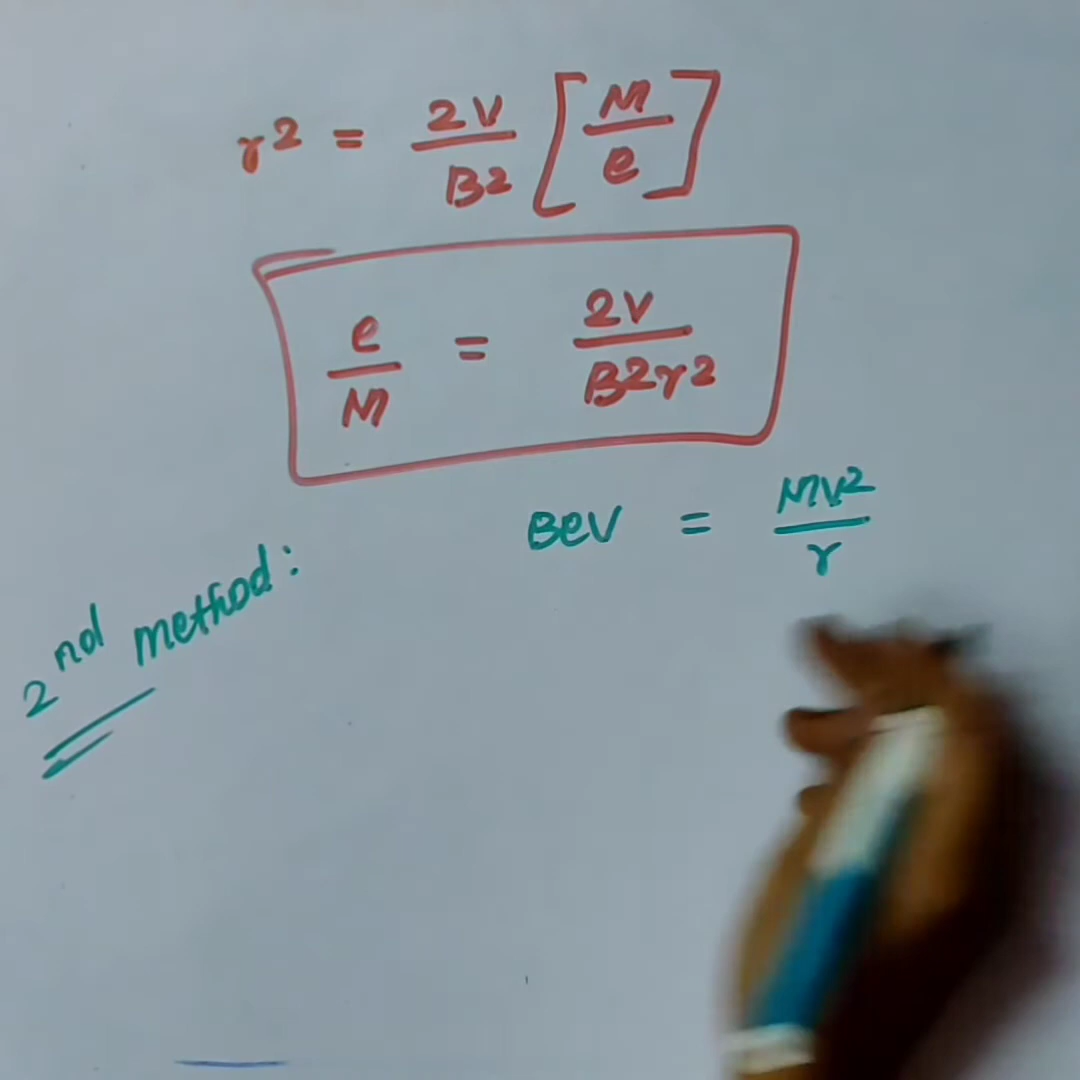 r2 = 2V/B2 [M/e]
e/M = 2V/B2r2
BeV = MV²/r
2nd method: